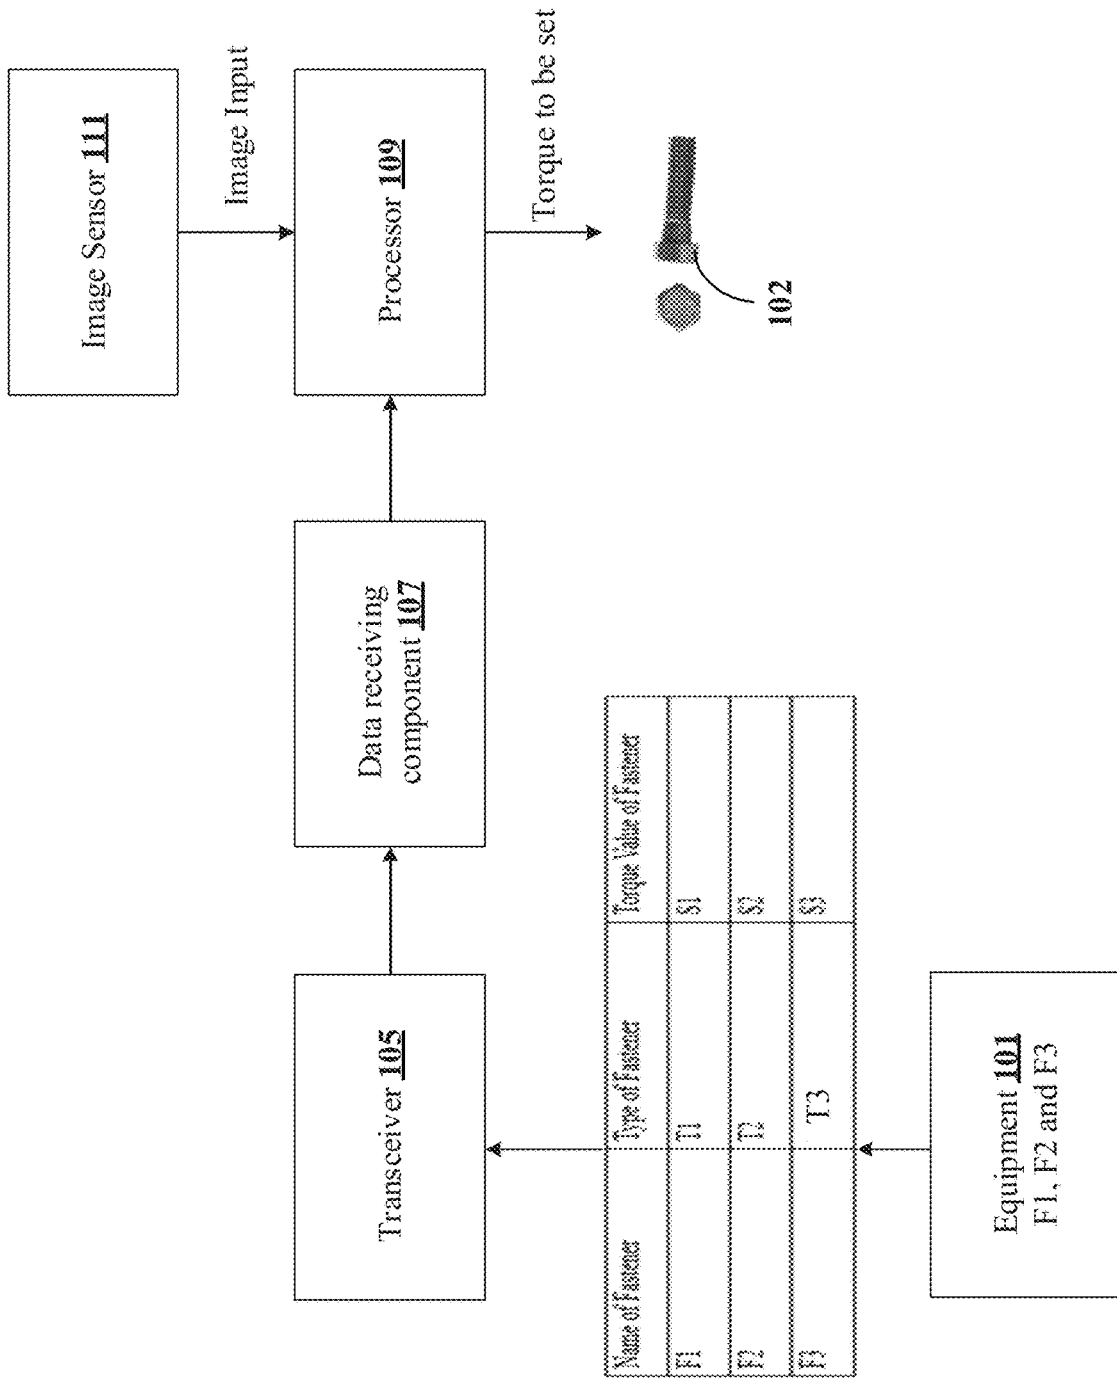 Image Sensor 111
Image Input
Processor 109
Torque to be set
102
Data receiving
component 107
Transceiver 105
Name of Fastener Type of Fastener Torque Value of Fastener
F1 T1 S1
F2 T2 S2
F3 T3 S3
Equipment 101
F1, F2 and F3